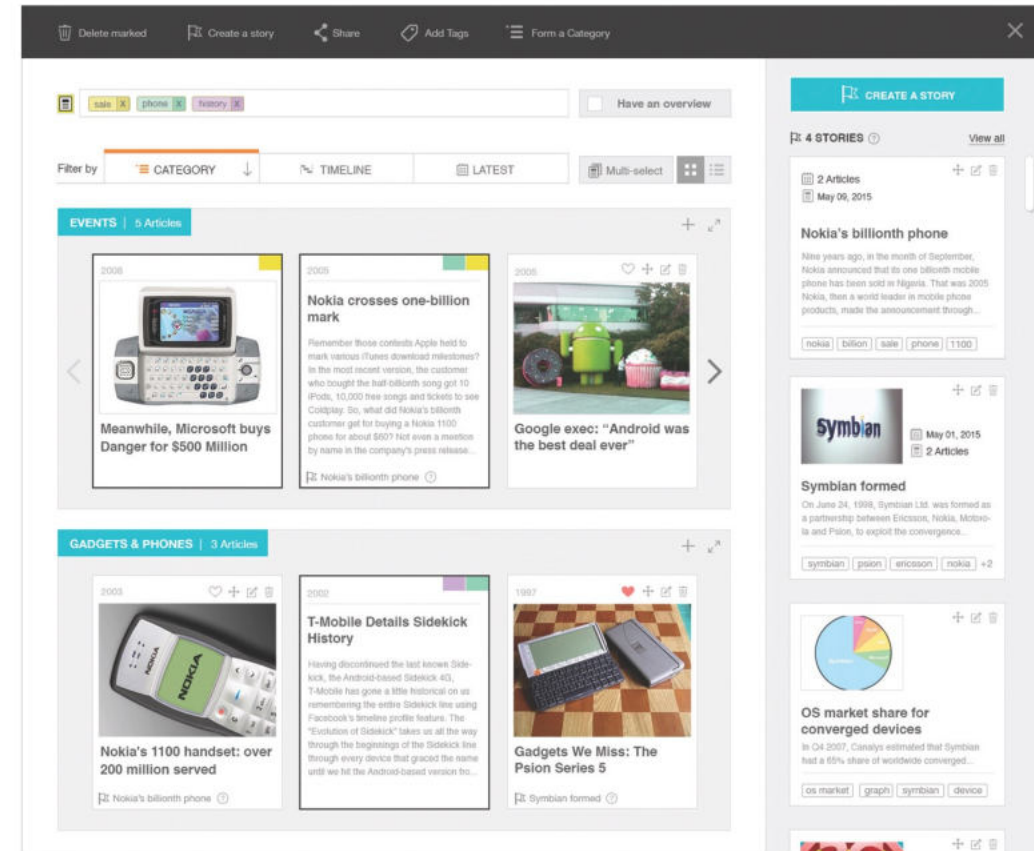 Delete marked
Create a story
Share
Add Tags
Form a Category
sale X
phone X
history X
Have an overview
Filter by
CATEGORY
TIMELINE
LATEST
Multi-select
EVENTS | 5 Articles
2008
Meanwhile, Microsoft buys
Danger for $500 Million
2005
Nokia crosses one-billion
mark
Remember those contests Apple held to
mark various iTunes download milestones?
In the most recent version, the customer
who bought the half-billionth song got 10
iPods, 10,000 free songs and tickets to see
Coldplay. So, what did Nokia's billionth
customer get for buying a Nokia 1100
phone for about $60? Not even a mention
by name in the company's press release...
Nokia's billionth phone ?
2005
Google exec: “Android was
the best deal ever”
GADGETS & PHONES | 3 Articles
2003
NOKIA
NOKIA
Nokia's 1100 handset: over
200 million served
Nokia's billionth phone ?
2002
T-Mobile Details Sidekick
History
Having discontinued the last known Side-
kick, the Android-based Sidekick 4G,
T-Mobile has gone a little historical on us
remembering the entire Sidekick line using
Facebook's timeline profile feature. The
"Evolution of Sidekick" takes us all the way
through the beginnings of the Sidekick line
through every device that graced the name
until we hit the Android-based version fro...
1997
Gadgets We Miss: The
Psion Series 5
Symbian formed ?
CREATE A STORY
4 STORIES ?
View all
2 Articles
May 09, 2015
Nokia's billionth phone
Nine years ago, in the month of September,
Nokia announced that its one billionth mobile
phone has been sold in Nigeria. That was 2005
Nokia, then a world leader in mobile phone
products, made the announcement through...
nokia
billion
sale
phone
1100
symbian
May 01, 2015
2 Articles
Symbian formed
On June 24, 1998, Symbian Ltd. was formed as
a partnership between Ericsson, Nokia, Motoro-
la and Psion, to exploit the convergence...
symbian
psion
ericsson
nokia
+2
OS market share for
converged devices
In Q4 2007, Canalys estimated that Symbian
had a 65% share of worldwide converged...
os market
graph
symbian
device